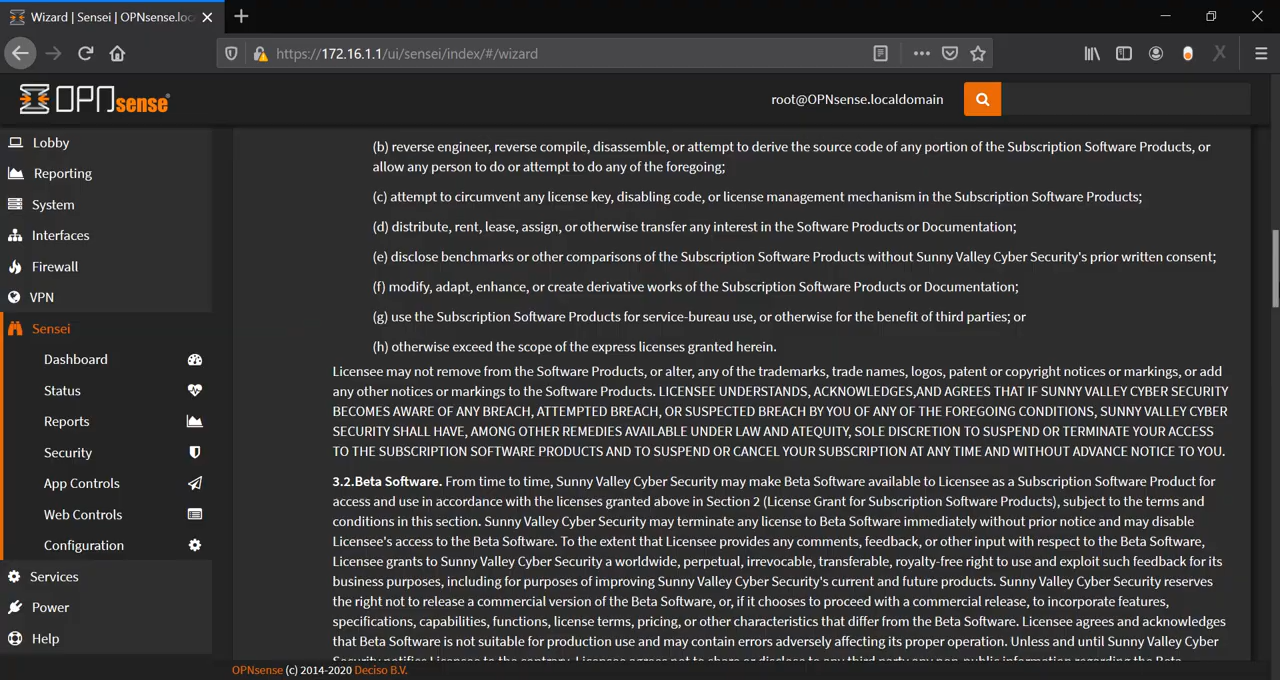 Wizard | Sensei | OPNsense.loc
https://172.16.1.1/ui/sensei/index/#/wizard
OPNsense
root@OPNsense.localdomain
Lobby
Reporting
System
Interfaces
Firewall
VPN
Sensei
Dashboard
Status
Reports
Security
App Controls
Web Controls
Configuration
Services
Power
Help
(b) reverse engineer, reverse compile, disassemble, or attempt to derive the source code of any portion of the Subscription Software Products, or
allow any person to do or attempt to do any of the foregoing;
(c) attempt to circumvent any license key, disabling code, or license management mechanism in the Subscription Software Products;
(d) distribute, rent, lease, assign, or otherwise transfer any interest in the Software Products or Documentation;
(e) disclose benchmarks or other comparisons of the Subscription Software Products without Sunny Valley Cyber Security's prior written consent;
(f) modify, adapt, enhance, or create derivative works of the Subscription Software Products or Documentation;
(g) use the Subscription Software Products for service-bureau use, or otherwise for the benefit of third parties; or
(h) otherwise exceed the scope of the express licenses granted herein.
Licensee may not remove from the Software Products, or alter, any of the trademarks, trade names, logos, patent or copyright notices or markings, or add
any other notices or markings to the Software Products. LICENSEE UNDERSTANDS, ACKNOWLEDGES,AND AGREES THAT IF SUNNY VALLEY CYBER SECURITY
BECOMES AWARE OF ANY BREACH, ATTEMPTED BREACH, OR SUSPECTED BREACH BY YOU OF ANY OF THE FOREGOING CONDITIONS, SUNNY VALLEY CYBER
SECURITY SHALL HAVE, AMONG OTHER REMEDIES AVAILABLE UNDER LAW AND ATEQUITY, SOLE DISCRETION TO SUSPEND OR TERMINATE YOUR ACCESS
TO THE SUBSCRIPTION SOFTWARE PRODUCTS AND TO SUSPEND OR CANCEL YOUR SUBSCRIPTION AT ANY TIME AND WITHOUT ADVANCE NOTICE TO YOU.
3.2.Beta Software. From time to time, Sunny Valley Cyber Security may make Beta Software available to Licensee as a Subscription Software Product for
access and use in accordance with the licenses granted above in Section 2 (License Grant for Subscription Software Products), subject to the terms and
conditions in this section. Sunny Valley Cyber Security may terminate any license to Beta Software immediately without prior notice and may disable
Licensee's access to the Beta Software. To the extent that Licensee provides any comments, feedback, or other input with respect to the Beta Software,
Licensee grants to Sunny Valley Cyber Security a worldwide, perpetual, irrevocable, transferable, royalty-free right to use and exploit such feedback for its
business purposes, including for purposes of improving Sunny Valley Cyber Security's current and future products. Sunny Valley Cyber Security reserves
the right not to release a commercial version of the Beta Software, or, if it chooses to proceed with a commercial release, to incorporate features,
specifications, capabilities, functions, license terms, pricing, or other characteristics that differ from the Beta Software. Licensee agrees and acknowledges
that Beta Software is not suitable for production use and may contain errors adversely affecting its proper operation. Unless and until Sunny Valley Cyber
Security notifies Licensee to the contrary, Licensee agrees not to share or disclose to any third party any non-public information regarding the Beta
OPNsense (c) 2014-2020 Deciso B.V.